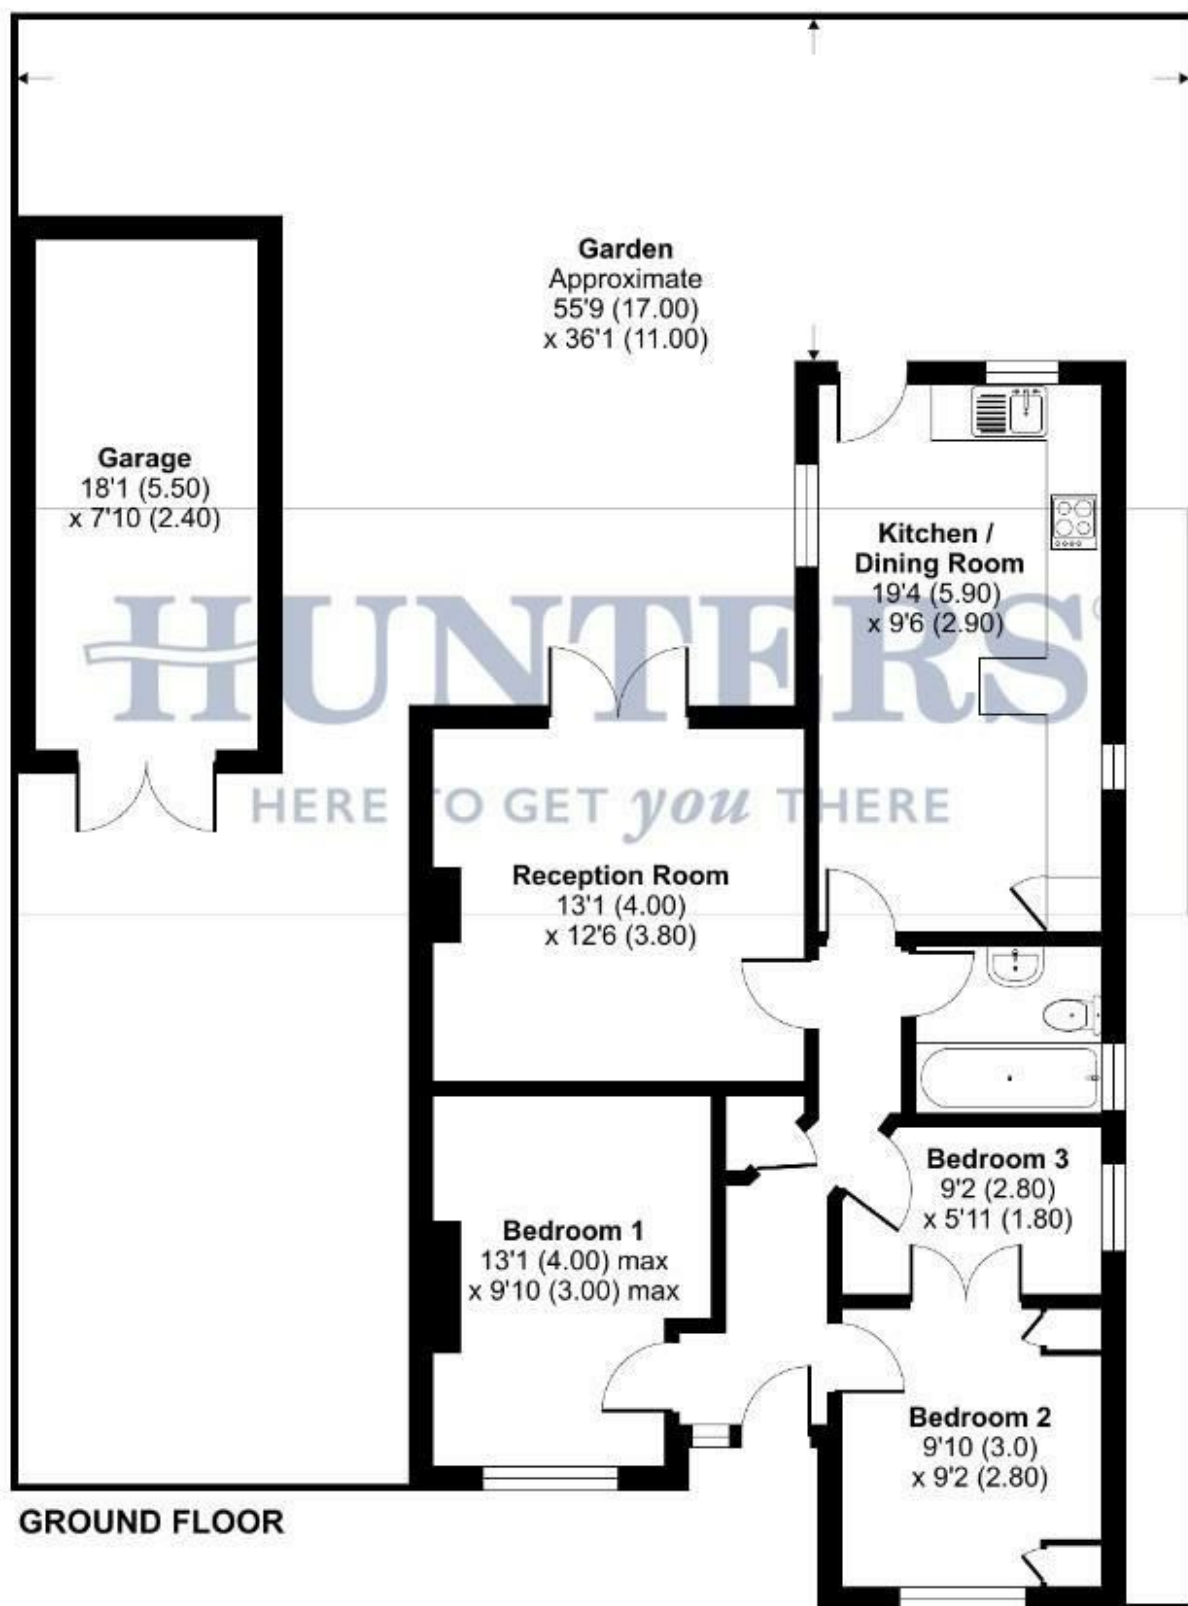 Garden
Approximate
55'9 (17.00)
x 36'1 (11.00)
Garage
18'1 (5.50)
x 7'10 (2.40)
Kitchen /
Dining Room
19'4 (5.90)
x 9'6 (2.90)
HUNTERS
HERE TO GET you THERE
Reception Room
13'1 (4.00)
x 12'6 (3.80)
Bedroom 3
9'2 (2.80)
x 5'11 (1.80)
Bedroom 1
13'1 (4.00) max
x 9'10 (3.00) max
Bedroom 2
9'10 (3.0)
x 9'2 (2.80)
GROUND FLOOR